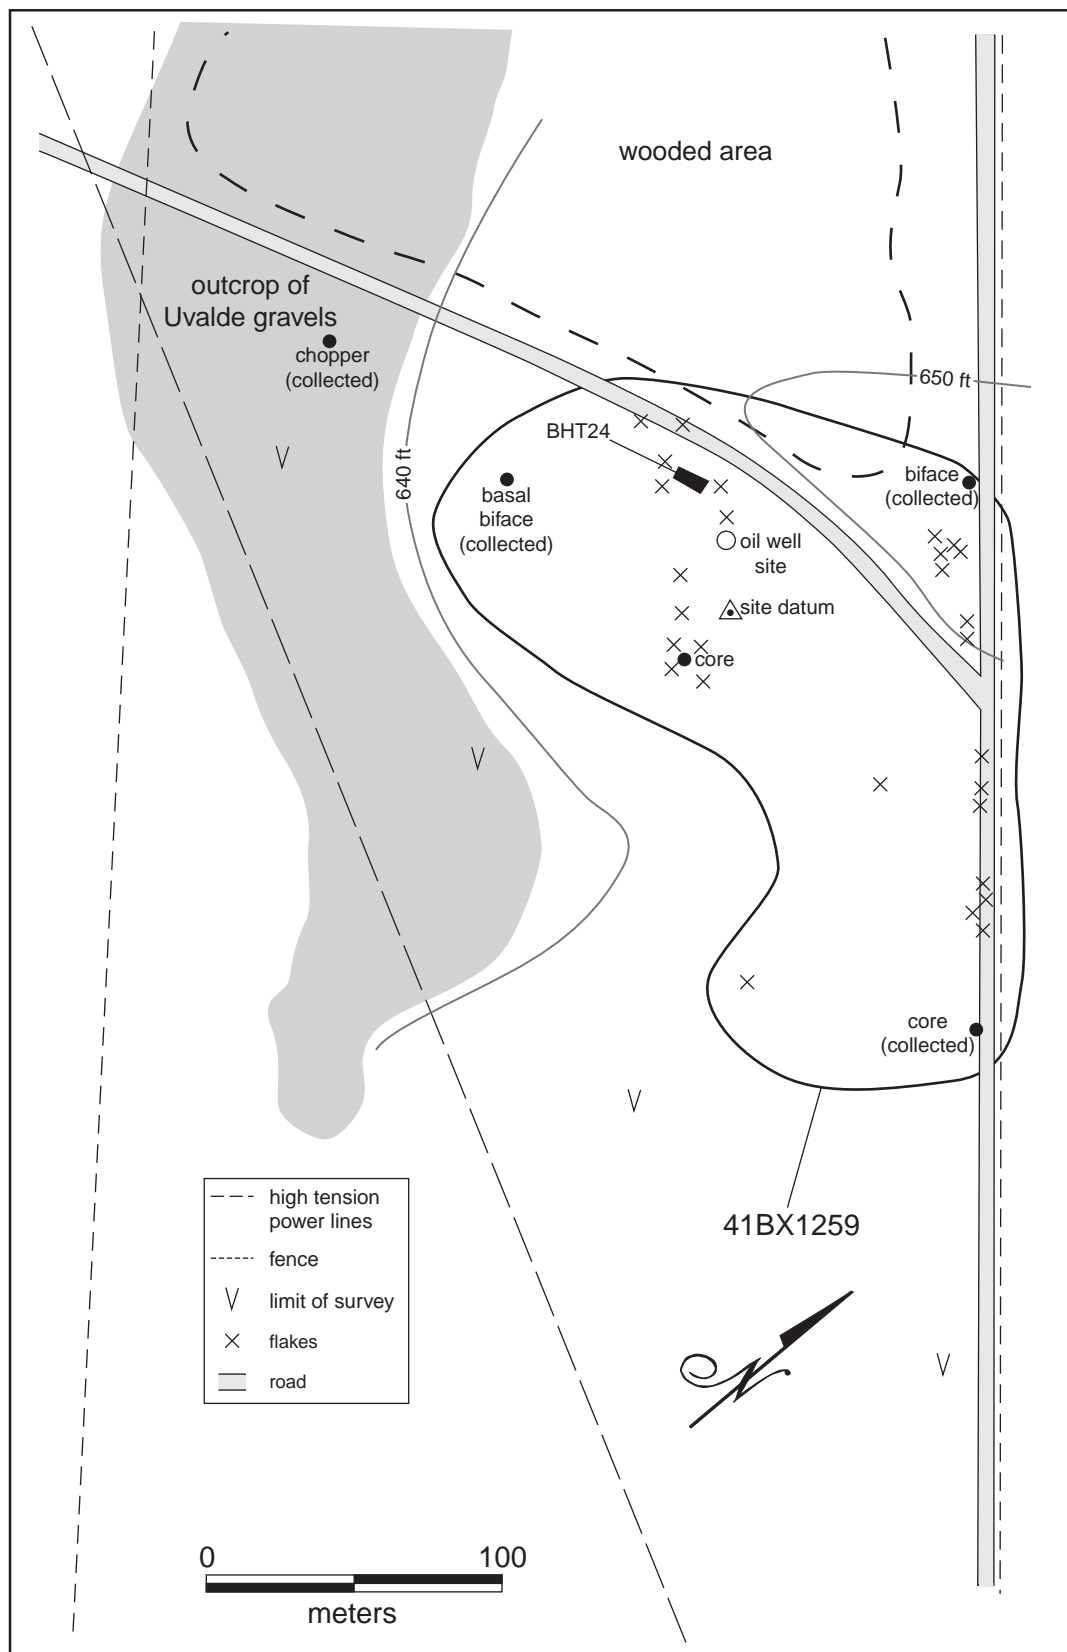 wooded area
outcrop of
Uvalde gravels
chopper
(collected)
650 ft
BHT24
640 ft
basal
biface
(collected)
biface
(collected)
oil well
site
site datum
core
core
(collected)
41BX1259
high tension
power lines
fence
limit of survey
flakes
road
N
0 100
meters